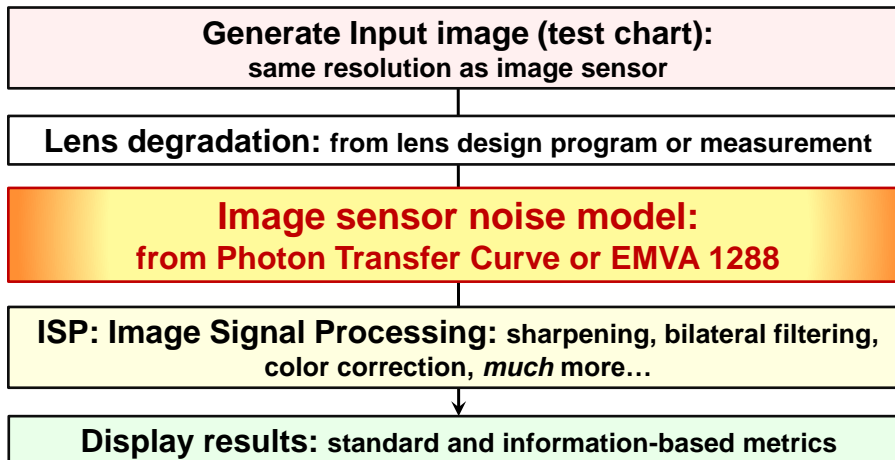 Generate Input image (test chart):
same resolution as image sensor
Lens degradation: from lens design program or measurement
Image sensor noise model:
from Photon Transfer Curve or EMVA 1288
ISP: Image Signal Processing: sharpening, bilateral filtering,
color correction, much more…
Display results: standard and information-based metrics